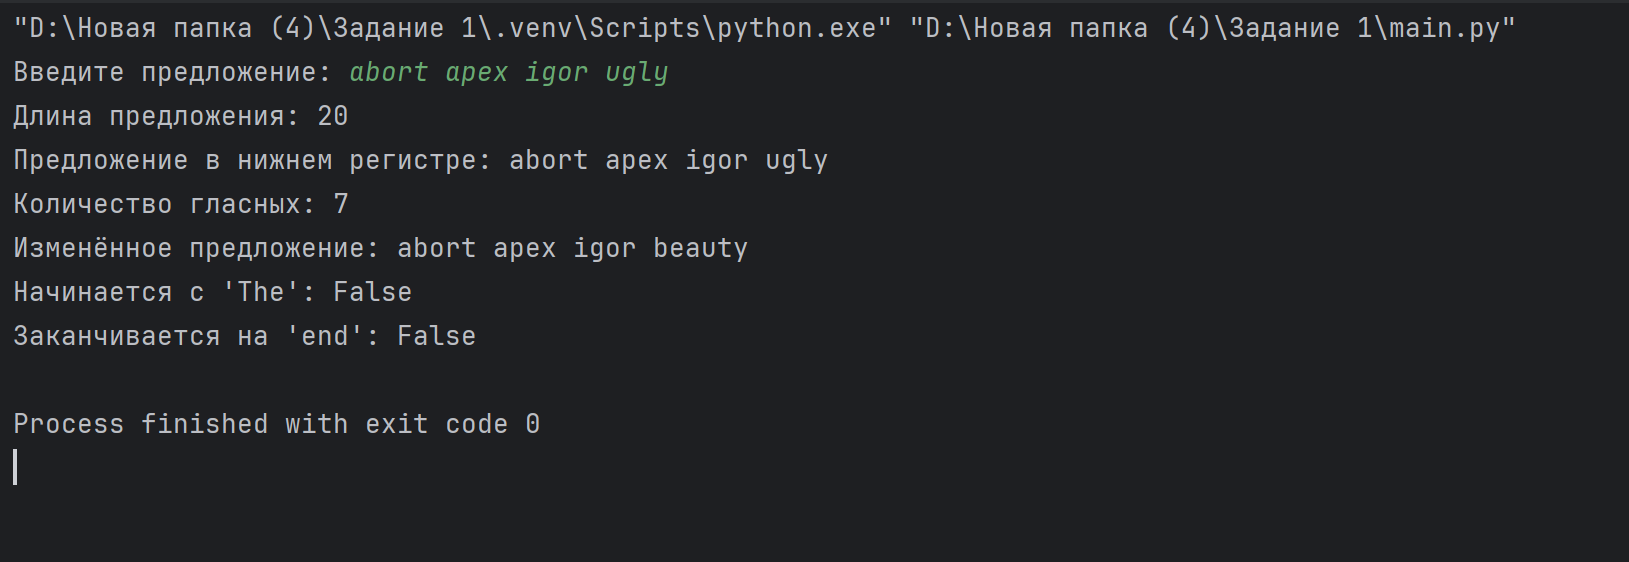 "D:\Новая папка (4)\Задание 1\.venv\Scripts\python.exe" "D:\Новая папка (4)\Задание 1\main.py"
Введите предложение: abort apex igor ugly
Длина предложения: 20
Предложение в нижнем регистре: abort apex igor ugly
Количество гласных: 7
Изменённое предложение: abort apex igor beauty
Начинается с 'The': False
Заканчивается на 'end': False
Process finished with exit code 0